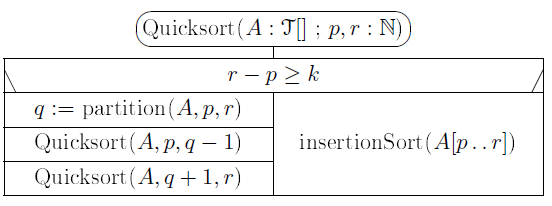 Quicksort(A : 𝒯[] ; p, r : ℕ)
r − p ≥ k
q := partition(A, p, r)
Quicksort(A, p, q − 1)
insertionSort(A[p . . r])
Quicksort(A, q + 1, r)